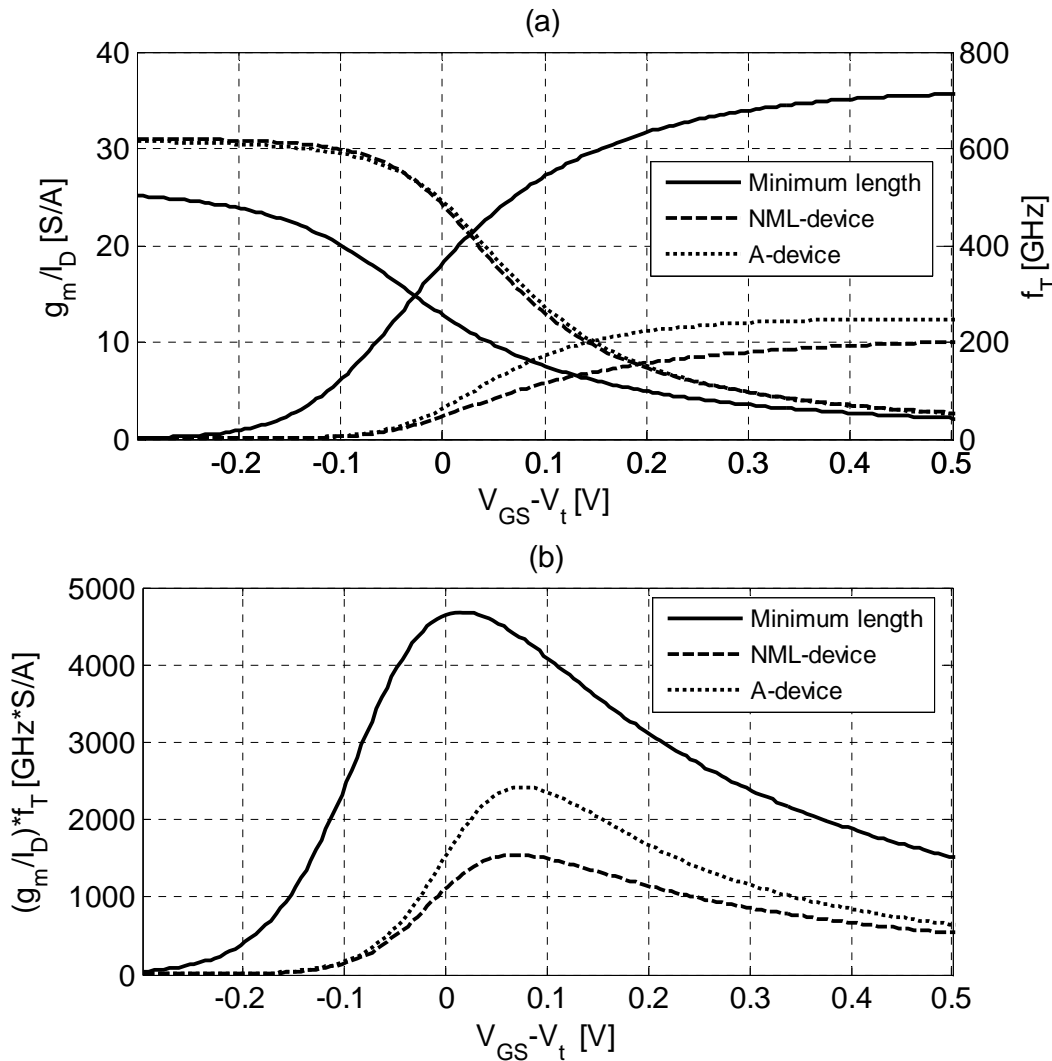 (a)
40
30
20
10
0
g_m/I_D [S/A]
800
600
400
200
0
f_T [GHz]
Minimum length
NML-device
A-device
-0.2 -0.1 0 0.1 0.2 0.3 0.4 0.5
V_GS-V_t [V]
(b)
5000
4000
3000
2000
1000
0
(g_m/I_D)*f_T [GHz*S/A]
Minimum length
NML-device
A-device
-0.2 -0.1 0 0.1 0.2 0.3 0.4 0.5
V_GS-V_t [V]